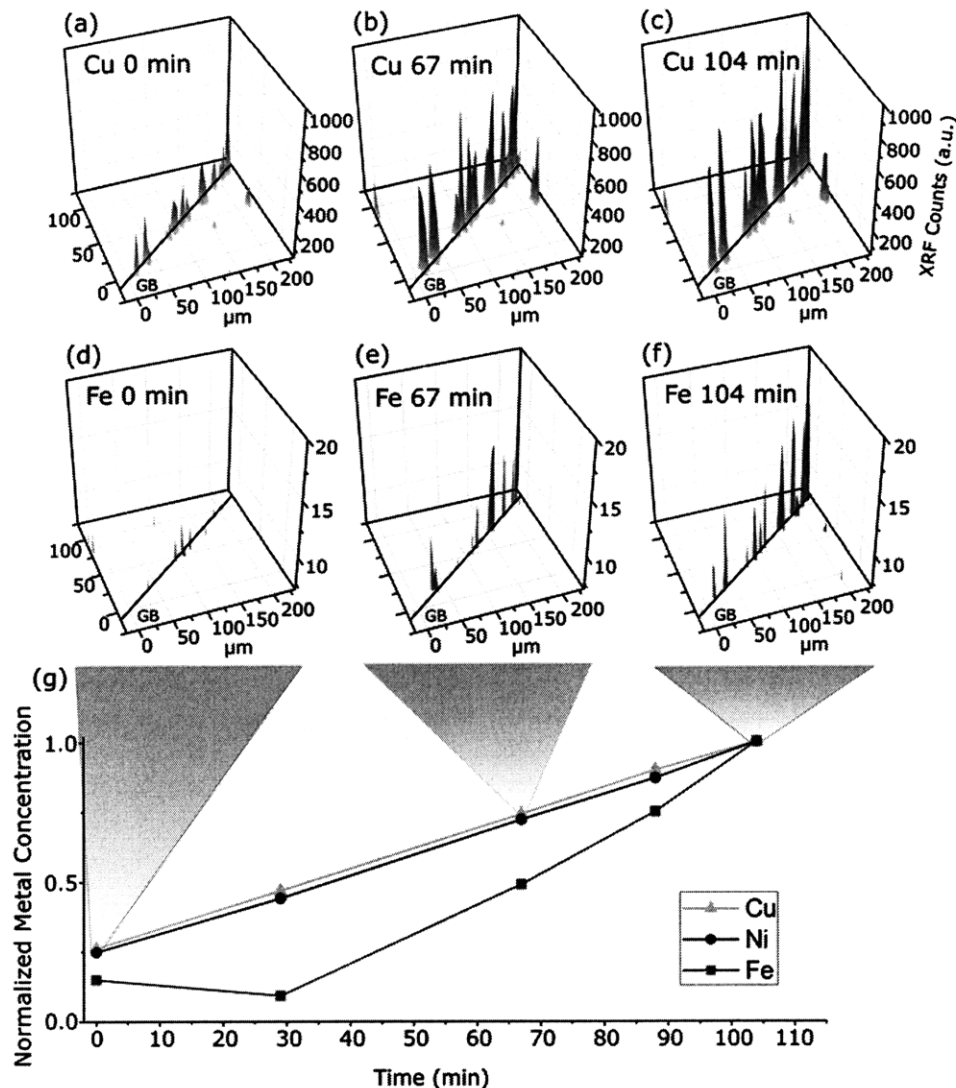 (a) (b) (c)
Cu 0 min Cu 67 min Cu 104 min
1000 1000 1000
800 800 800
600 600 600
400 400 400
200 200 200
XRF Counts (a.u.)
100
50
0
GB GB GB
0 50 100 150 200 0 50 100 150 200 0 50 100 150 200
µm µm µm
(d) (e) (f)
Fe 0 min Fe 67 min Fe 104 min
20 20 20
15 15 15
10 10 10
100
50
0
GB GB GB
0 50 100 150 200 0 50 100 150 200 0 50 100 150 200
µm µm µm
(g)
Normalized Metal Concentration
1.0
0.5
0.0
Cu
Ni
Fe
0 10 20 30 40 50 60 70 80 90 100 110
Time (min)